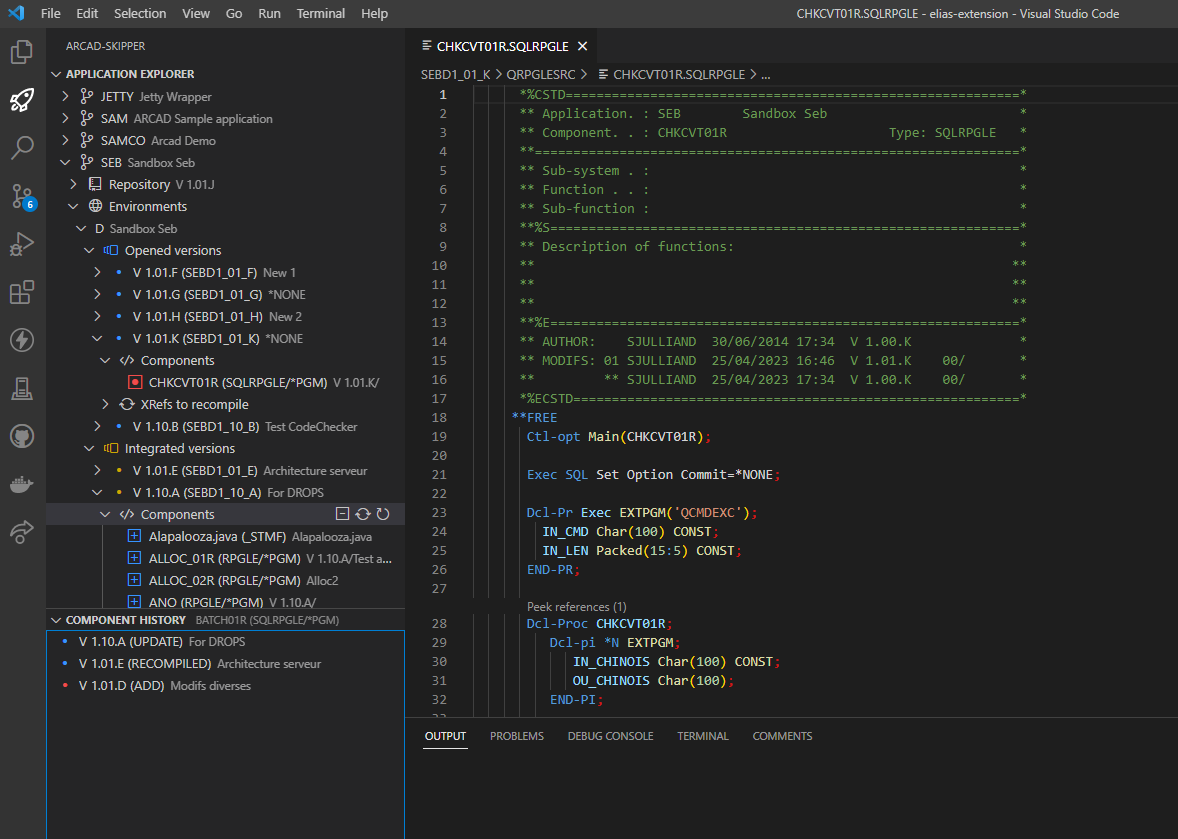 File Edit Selection View Go Run Terminal Help
CHKCVT01R.SQLRPGLE - elias-extension - Visual Studio Code
ARCAD-SKIPPER
APPLICATION EXPLORER
JETTY Jetty Wrapper
SAM ARCAD Sample application
SAMCO Arcad Demo
SEB Sandbox Seb
Repository V 1.01.J
Environments
D Sandbox Seb
Opened versions
V 1.01.F (SEBD1_01_F) New 1
V 1.01.G (SEBD1_01_G) *NONE
V 1.01.H (SEBD1_01_H) New 2
V 1.01.K (SEBD1_01_K) *NONE
Components
CHKCVT01R (SQLRPGLE/*PGM) V 1.01.K/
XRefs to recompile
V 1.10.B (SEBD1_10_B) Test CodeChecker
Integrated versions
V 1.01.E (SEBD1_01_E) Architecture serveur
V 1.10.A (SEBD1_10_A) For DROPS
Components
Alapalooza.java (_STMF) Alapalooza.java
ALLOC_01R (RPGLE/*PGM) V 1.10.A/Test a...
ALLOC_02R (RPGLE/*PGM) Alloc2
ANO (RPGLE/*PGM) V 1.10.A/
6
COMPONENT HISTORY BATCH01R (SQLRPGLE/*PGM)
V 1.10.A (UPDATE) For DROPS
V 1.01.E (RECOMPILED) Architecture serveur
V 1.01.D (ADD) Modifs diverses
CHKCVT01R.SQLRPGLE
SEBD1_01_K > QRPGLESRC > CHKCVT01R.SQLRPGLE > ...
1 *%CSTD===========================================================*
2 ** Application. : SEB Sandbox Seb *
3 ** Component. . : CHKCVT01R Type: SQLRPGLE *
4 **===============================================================*
5 ** Sub-system . : *
6 ** Function . . : *
7 ** Sub-function : *
8 **%S=============================================================*
9 ** Description of functions: *
10 ** **
11 ** **
12 ** **
13 **%E=============================================================*
14 ** AUTHOR: SJULLIAND 30/06/2014 17:34 V 1.00.K *
15 ** MODIFS: 01 SJULLIAND 25/04/2023 16:46 V 1.01.K 00/ *
16 ** ** SJULLIAND 25/04/2023 17:34 V 1.00.K 00/ *
17 *%ECSTD==========================================================*
18 **FREE
19 Ctl-opt Main(CHKCVT01R);
20
21 Exec SQL Set Option Commit=*NONE;
22
23 Dcl-Pr Exec EXTPGM('QCMDEXC');
24 IN_CMD Char(100) CONST;
25 IN_LEN Packed(15:5) CONST;
26 END-PR;
27
Peek references (1)
28 Dcl-Proc CHKCVT01R;
29 Dcl-pi *N EXTPGM;
30 IN_CHINOIS Char(100) CONST;
31 OU_CHINOIS Char(100);
32 END-PI;
33
OUTPUT PROBLEMS DEBUG CONSOLE TERMINAL COMMENTS